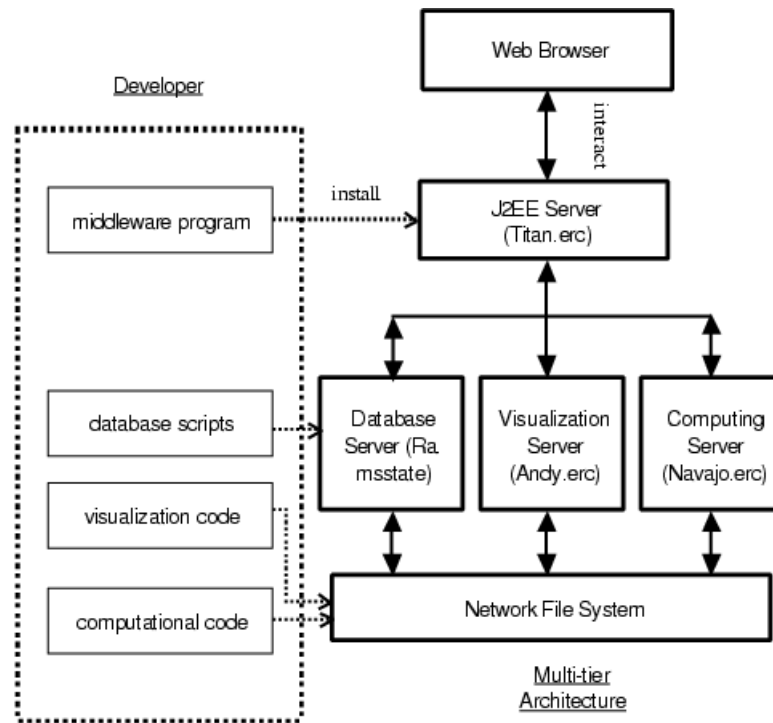 Web Browser
Developer
interact
install
middleware program
J2EE Server
(Titan.erc)
database scripts
Database
Server (Ra.
msstate)
Visualization
Server
(Andy.erc)
Computing
Server
(Navajo.erc)
visualization code
computational code
Network File System
Multi-tier
Architecture